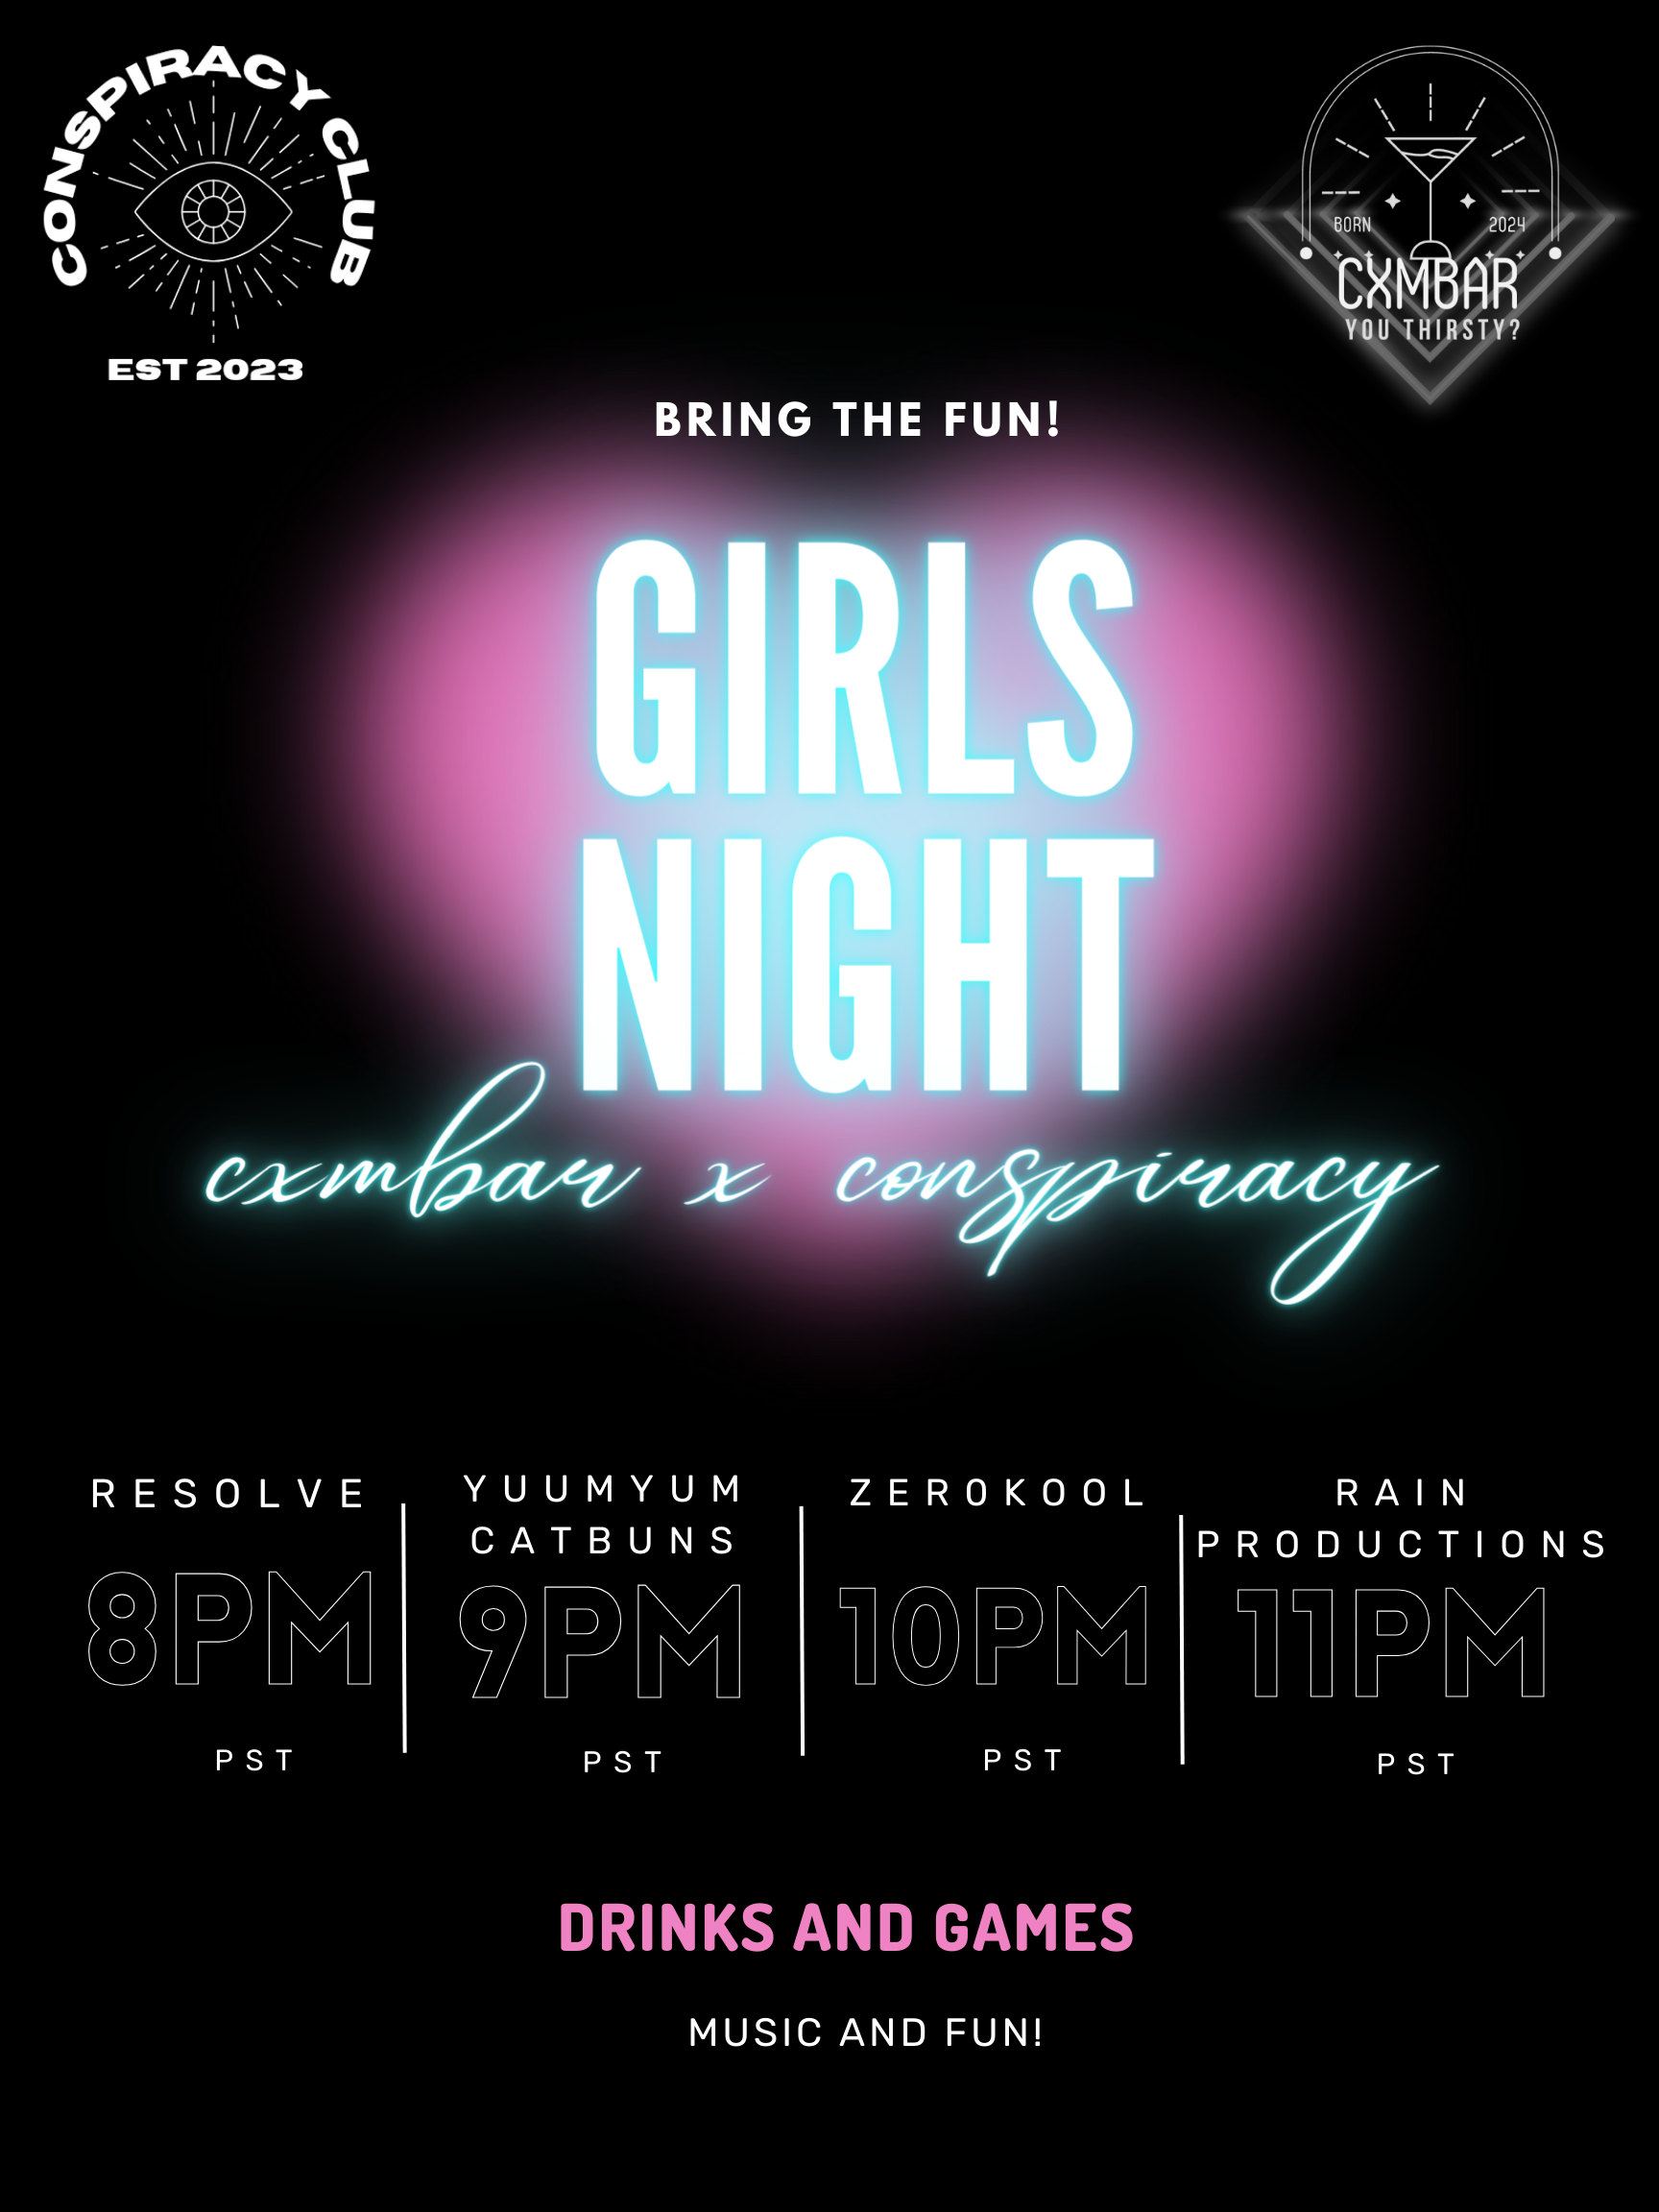 CONSPIRACY CLUB
EST 2023
BORN 2024
CXMBAR
YOU THIRSTY?
BRING THE FUN!
GIRLS
NIGHT
cxmbar x conspiracy
RESOLVE
8PM
PST
YUUMYUM
CATBUNS
9PM
PST
ZEROKOOL
10PM
PST
RAIN
PRODUCTIONS
11PM
PST
DRINKS AND GAMES
MUSIC AND FUN!